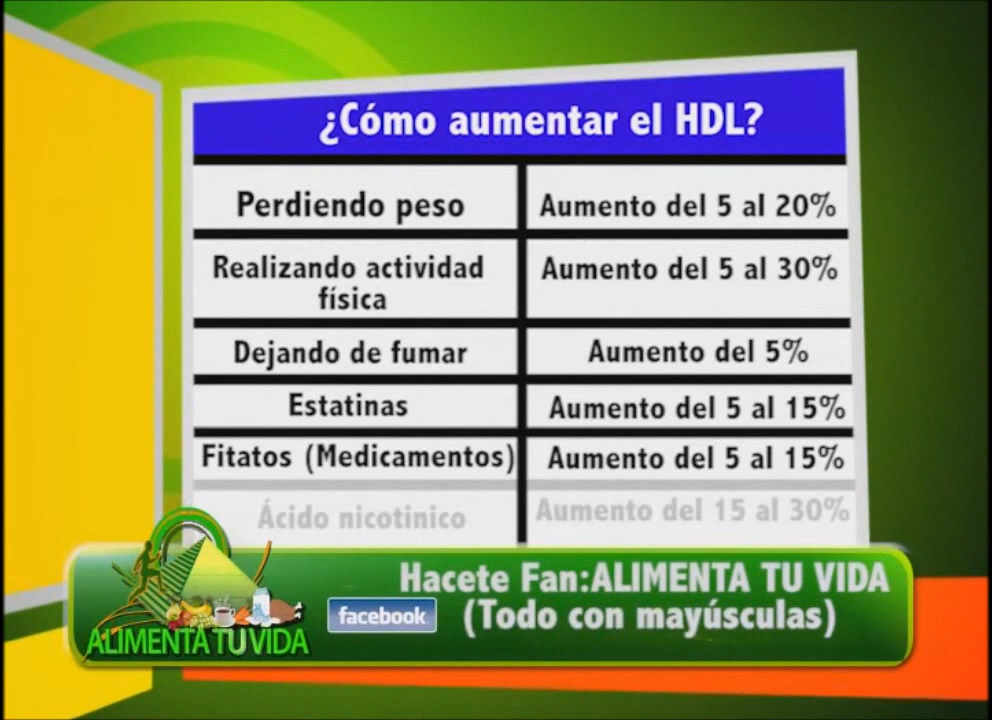 ¿Cómo aumentar el HDL?
Perdiendo peso
Aumento del 5 al 20%
Realizando actividad
física
Aumento del 5 al 30%
Dejando de fumar
Aumento del 5%
Estatinas
Aumento del 5 al 15%
Fitatos (Medicamentos)
Aumento del 5 al 15%
Ácido nicotinico
Aumento del 15 al 30%
Hacete Fan:ALIMENTA TU VIDA
facebook
(Todo con mayúsculas)
ALIMENTA TU VIDA